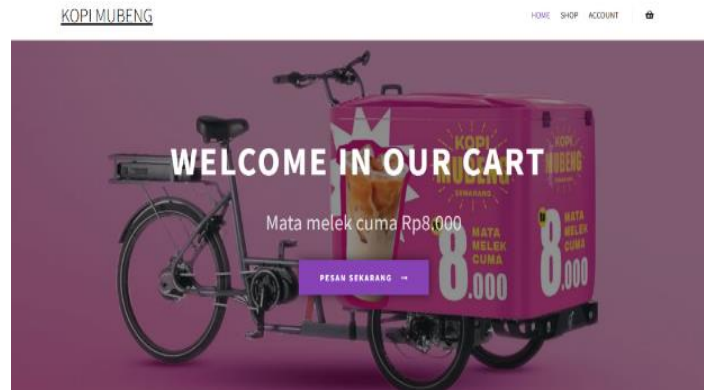 KOPI MUBENG
HOME SHOP ACCOUNT
WELCOME IN OUR CART
Mata melek cuma Rp8.000
PESAN SEKARANG →
KOPI
MUBENG
SEMARANG
8.000
MATA
MELEK
CUMA
KOPI
MUBENG
8.000
MATA
MELEK
CUMA